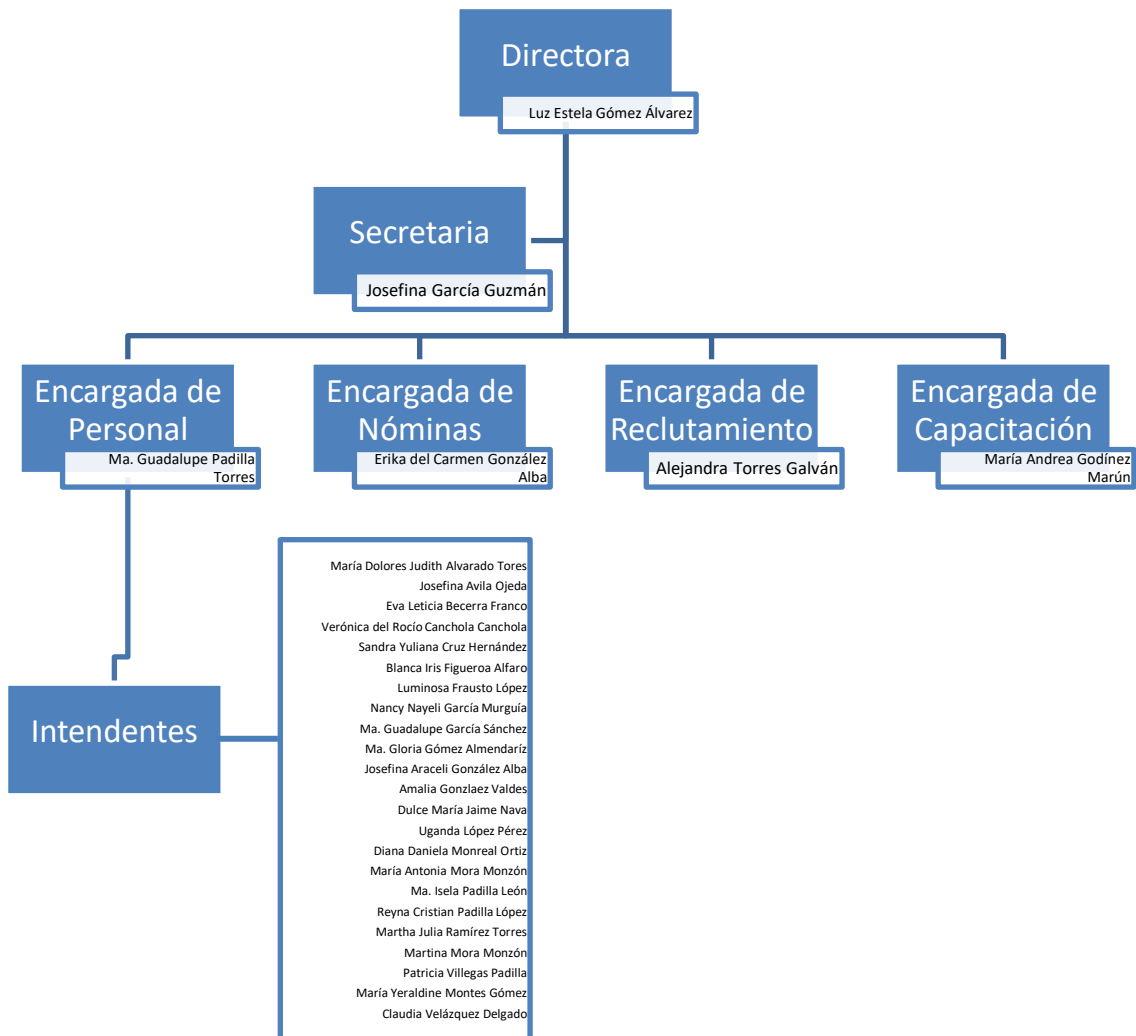 Directora
Luz Estela Gómez Álvarez
Secretaria
Josefina García Guzmán
Encargada de
Personal
Ma. Guadalupe Padilla
Torres
Encargada de
Nóminas
Erika del Carmen González
Alba
Encargada de
Reclutamiento
Alejandra Torres Galván
Encargada de
Capacitación
María Andrea Godínez
Marún
Intendentes
María Dolores Judith Alvarado Tores
Josefina Avila Ojeda
Eva Leticia Becerra Franco
Verónica del Rocío Canchola Canchola
Sandra Yuliana Cruz Hernández
Blanca Iris Figueroa Alfaro
Luminosa Frausto López
Nancy Nayeli García Murguía
Ma. Guadalupe García Sánchez
Ma. Gloria Gómez Almendaríz
Josefina Araceli González Alba
Amalia Gonzlaez Valdes
Dulce María Jaime Nava
Uganda López Pérez
Diana Daniela Monreal Ortiz
María Antonia Mora Monzón
Ma. Isela Padilla León
Reyna Cristian Padilla López
Martha Julia Ramírez Torres
Martina Mora Monzón
Patricia Villegas Padilla
María Yeraldine Montes Gómez
Claudia Velázquez Delgado